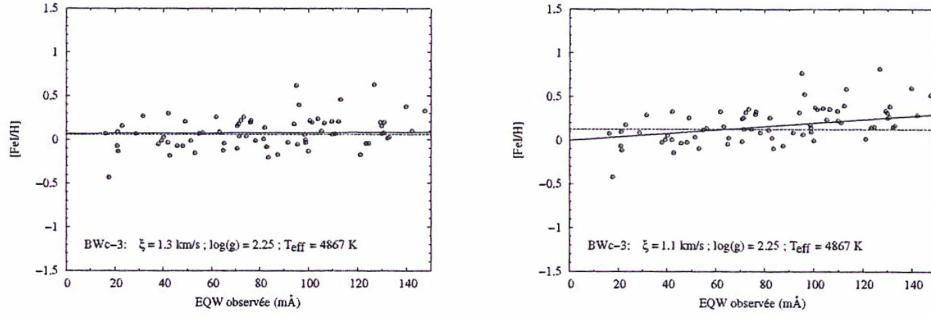 1.5
1
0.5
0
−0.5
−1
−1.5
[FeI/H]
BWc−3: ξ = 1.3 km/s ; log(g) = 2.25 ; T_eff = 4867 K
0 20 40 60 80 100 120 140
EQW observée (mÅ)
1.5
1
0.5
0
−0.5
−1
−1.5
[FeI/H]
BWc−3: ξ = 1.1 km/s ; log(g) = 2.25 ; T_eff = 4867 K
0 20 40 60 80 100 120 140
EQW observée (mÅ)